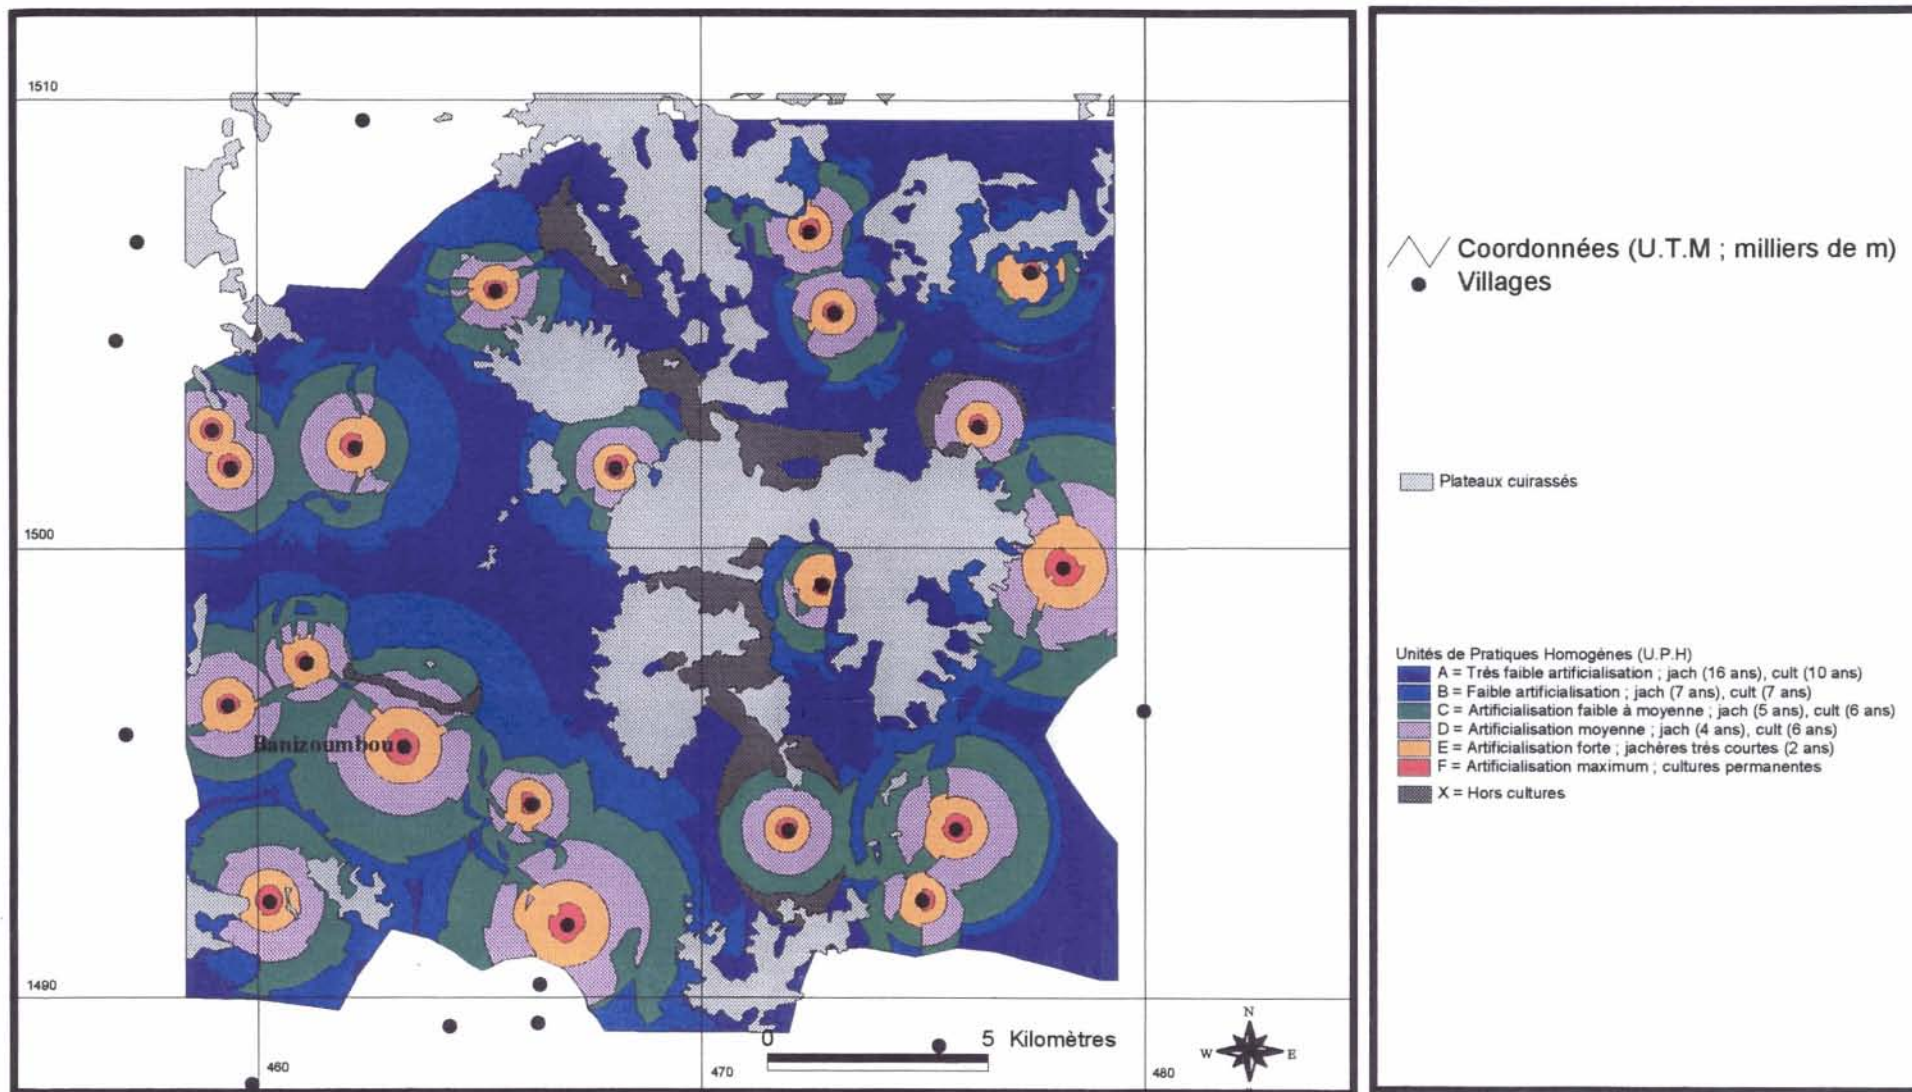 1510
1500
1490
460
470
480
Banizoumbou
0
5 Kilomètres
N
W
E
Coordonnées (U.T.M ; milliers de m)
Villages
Plateaux cuirassés
Unités de Pratiques Homogènes (U.P.H)
A = Très faible artificialisation ; jach (16 ans), cult (10 ans)
B = Faible artificialisation ; jach (7 ans), cult (7 ans)
C = Artificialisation faible à moyenne ; jach (5 ans), cult (6 ans)
D = Artificialisation moyenne ; jach (4 ans), cult (6 ans)
E = Artificialisation forte ; jachères très courtes (2 ans)
F = Artificialisation maximum ; cultures permanentes
X = Hors cultures